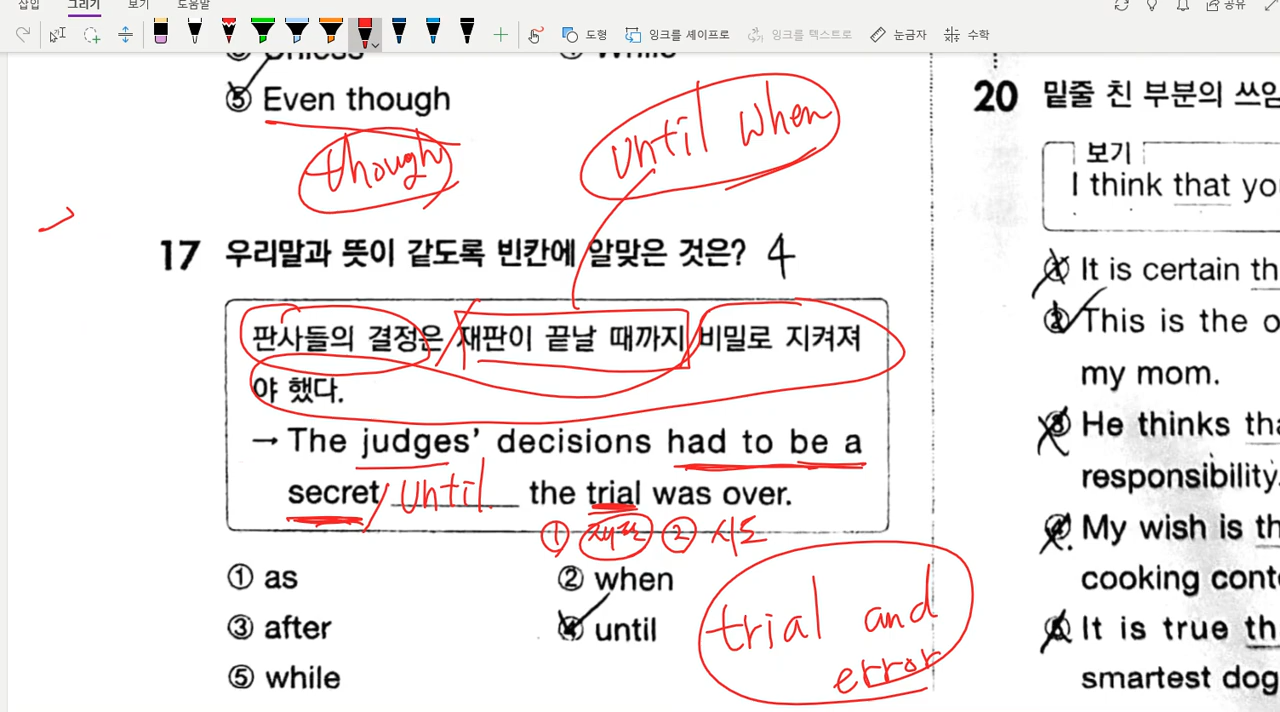 삽입 그리기 보기 도움말
공유
도형 잉크를 셰이프로 잉크를 텍스트로 눈금자 수학
⑤ Even though
though
until when
17 우리말과 뜻이 같도록 빈칸에 알맞은 것은? 4
판사들의 결정은 재판이 끝날 때까지 비밀로 지켜져
야 했다.
→ The judges’ decisions had to be a
secret until the trial was over.
① 재판 ② 시도
① as ② when
③ after ④ until
⑤ while
trial and
error
20 밑줄 친 부분의 쓰임
보기
I think that yo
① It is certain th
② This is the o
my mom.
③ He thinks tha
responsibility.
④ My wish is th
cooking conte
⑤ It is true th
smartest dog